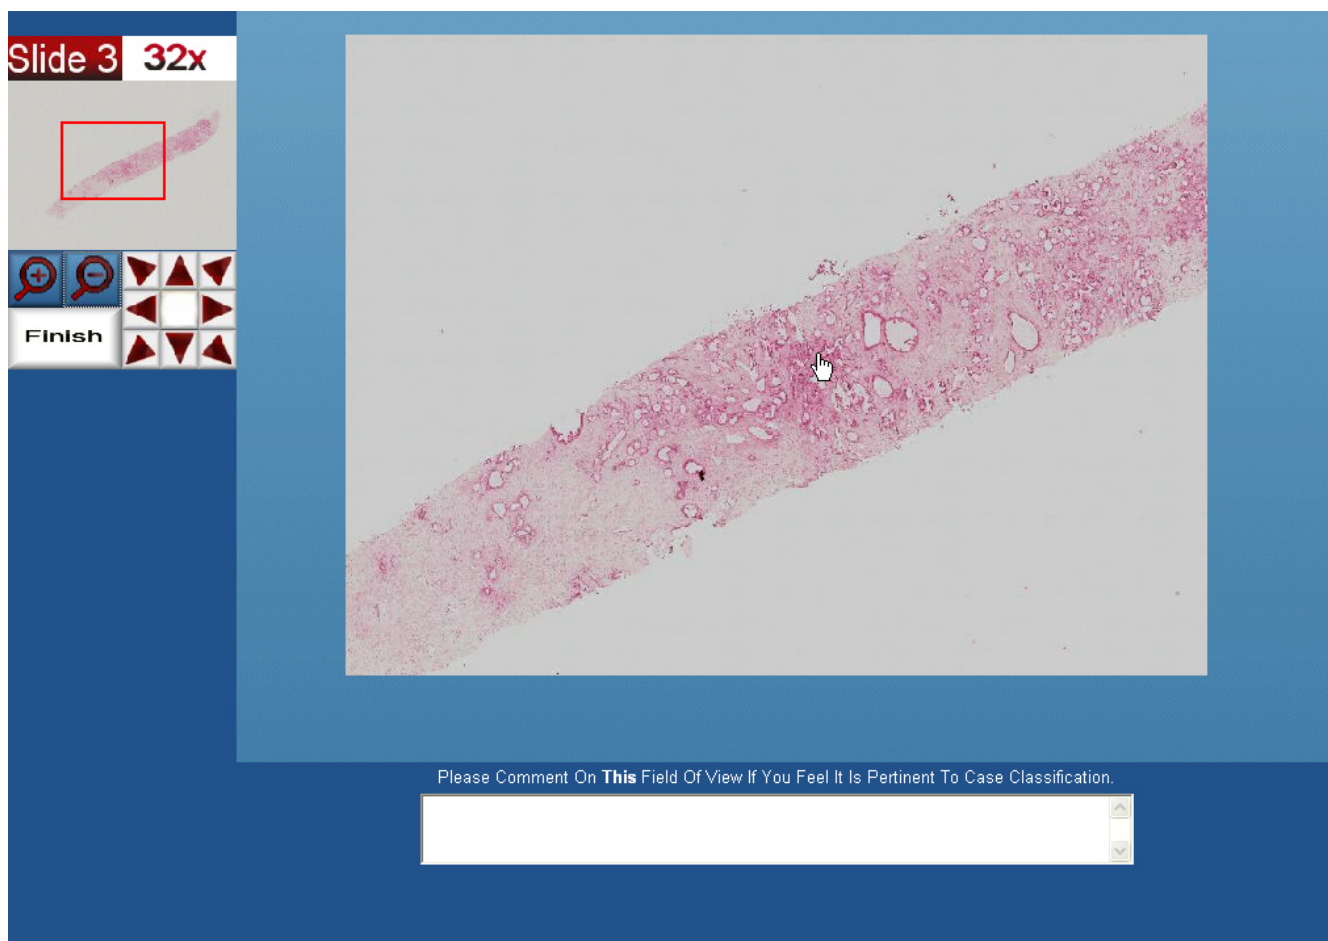 Slide 3 32x
Finish
Please Comment On This Field Of View If You Feel It Is Pertinent To Case Classification.